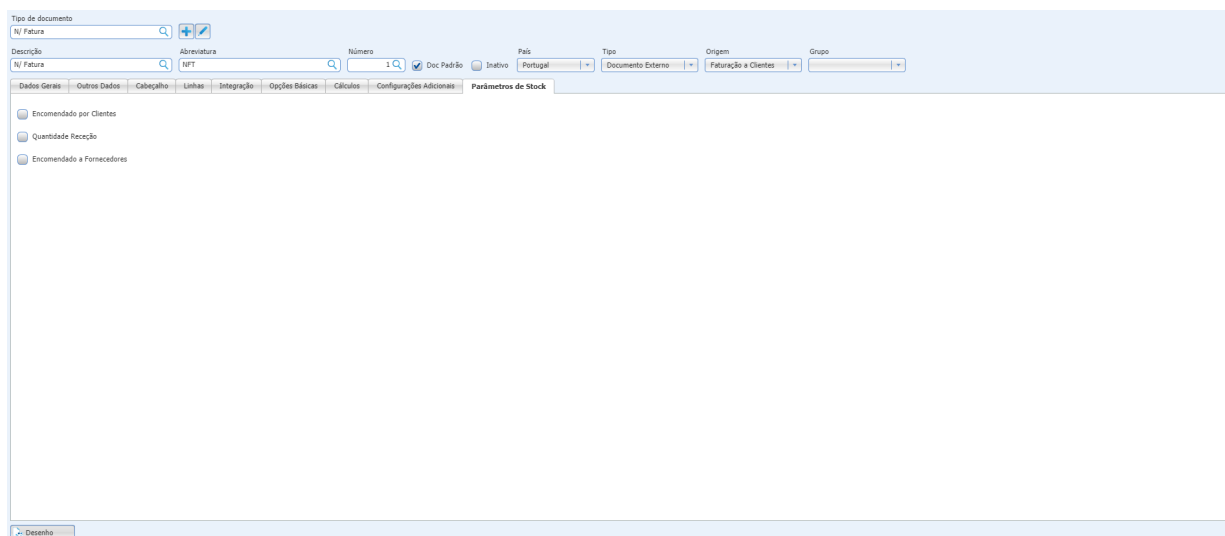 Tipo de documento
N/ Fatura
Descrição Abreviatura Número País Tipo Origem Grupo
N/ Fatura NFT 1 Doc Padrão Inativo Portugal Documento Externo Faturação a Clientes
Dados Gerais Outros Dados Cabeçalho Linhas Integração Opções Básicas Cálculos Configurações Adicionais Parâmetros de Stock
Encomendado por Clientes
Quantidade Receção
Encomendado a Fornecedores
Desenho